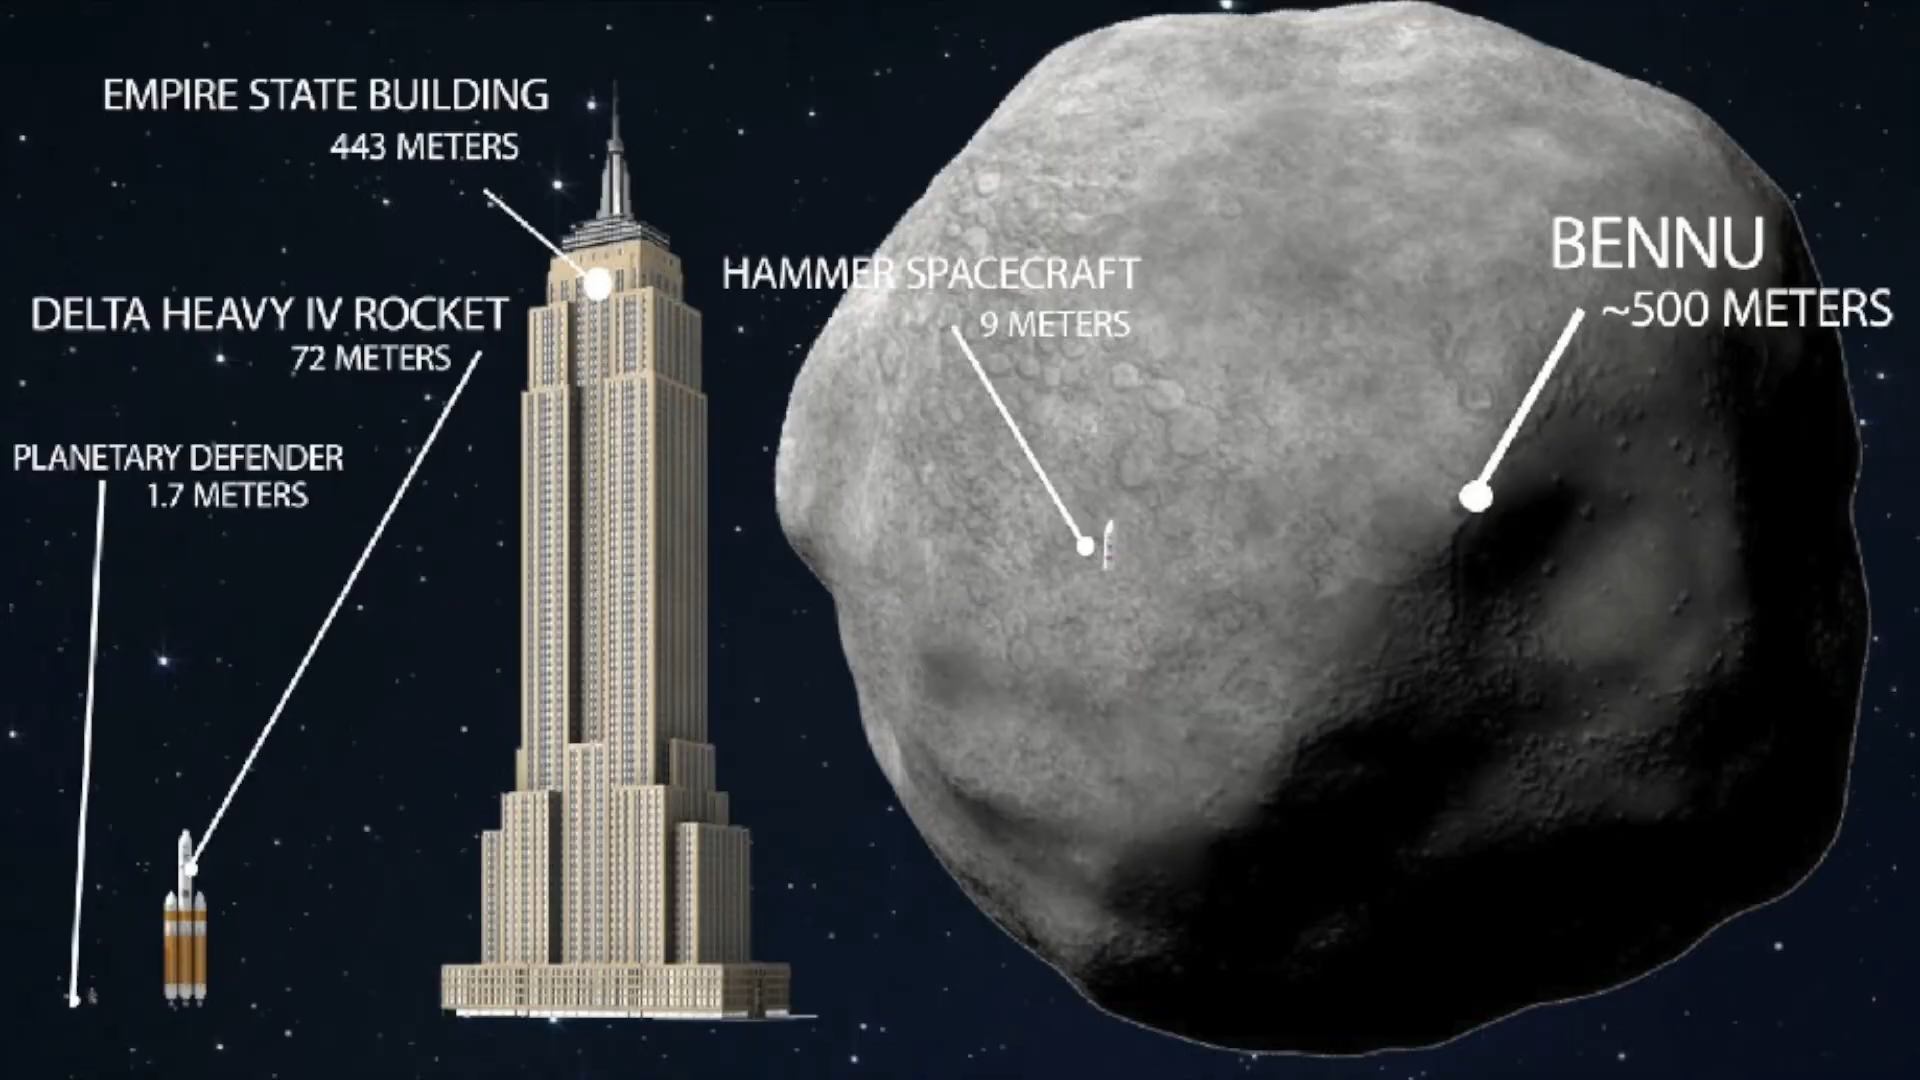 EMPIRE STATE BUILDING
443 METERS
DELTA HEAVY IV ROCKET
72 METERS
PLANETARY DEFENDER
1.7 METERS
HAMMER SPACECRAFT
9 METERS
BENNU
~500 METERS